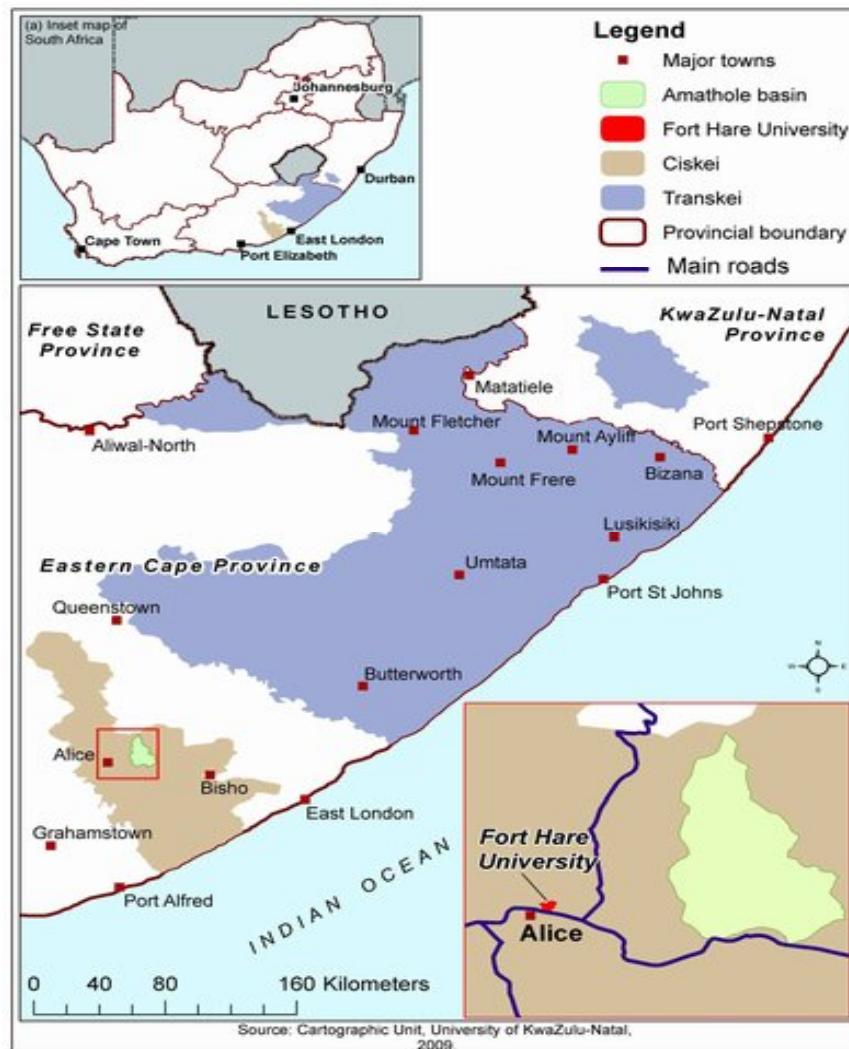 (a) Inset map of
South Africa
Johannesburg
Durban
East London
Port Elizabeth
Cape Town
Legend
Major towns
Amathole basin
Fort Hare University
Ciskei
Transkei
Provincial boundary
Main roads
LESOTHO
Free State
Province
KwaZulu-Natal
Province
Matatiele
Mount Fletcher
Aliwal-North
Mount Ayliff
Port Shepstone
Mount Frere
Bizana
Lusikisiki
Eastern Cape Province
Umtata
Port St Johns
Queenstown
Butterworth
N
W
E
S
Alice
Bisho
East London
Grahamstown
Port Alfred
INDIAN OCEAN
Fort Hare
University
Alice
0 40 80 160 Kilometers
Source: Cartographic Unit, University of KwaZulu-Natal,
2009.